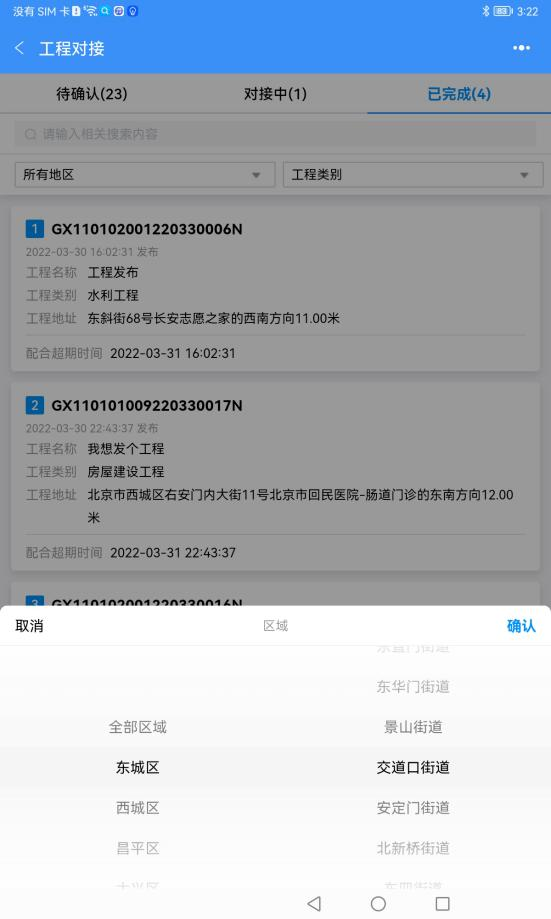 没有 SIM 卡 83 3:22
工程对接
待确认(23) 对接中(1) 已完成(4)
请输入相关搜索内容
所有地区 工程类别
1 GX110102001220330006N
2022-03-30 16:02:31 发布
工程名称 工程发布
工程类别 水利工程
工程地址 东斜街68号长安志愿之家的西南方向11.00米
配合超期时间 2022-03-31 16:02:31
2 GX110101009220330017N
2022-03-30 22:43:37 发布
工程名称 我想发个工程
工程类别 房屋建设工程
工程地址 北京市西城区右安门内大街11号北京市回民医院-肠道门诊的东南方向12.00
米
配合超期时间 2022-03-31 22:43:37
3 GX110102001220330016N
取消 区域 确认
东直门街道
东华门街道
全部区域 景山街道
东城区 交道口街道
西城区 安定门街道
昌平区 北新桥街道
大兴区 东四街道